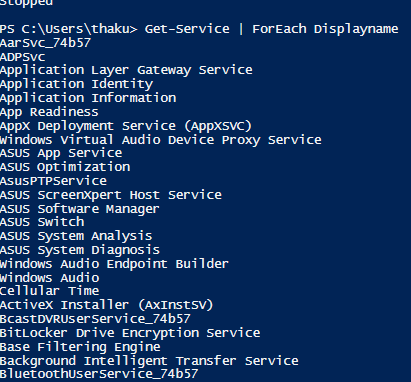 Stopped
PS C:\Users\thaku> Get-Service | ForEach Displayname
AarSvc_74b57
ADPSvc
Application Layer Gateway Service
Application Identity
Application Information
App Readiness
AppX Deployment Service (AppXSVC)
Windows Virtual Audio Device Proxy Service
ASUS App Service
ASUS Optimization
AsusPTPService
ASUS ScreenXpert Host Service
ASUS Software Manager
ASUS Switch
ASUS System Analysis
ASUS System Diagnosis
Windows Audio Endpoint Builder
Windows Audio
Cellular Time
ActiveX Installer (AxInstSV)
BcastDVRUserService_74b57
BitLocker Drive Encryption Service
Base Filtering Engine
Background Intelligent Transfer Service
BluetoothUserService_74b57